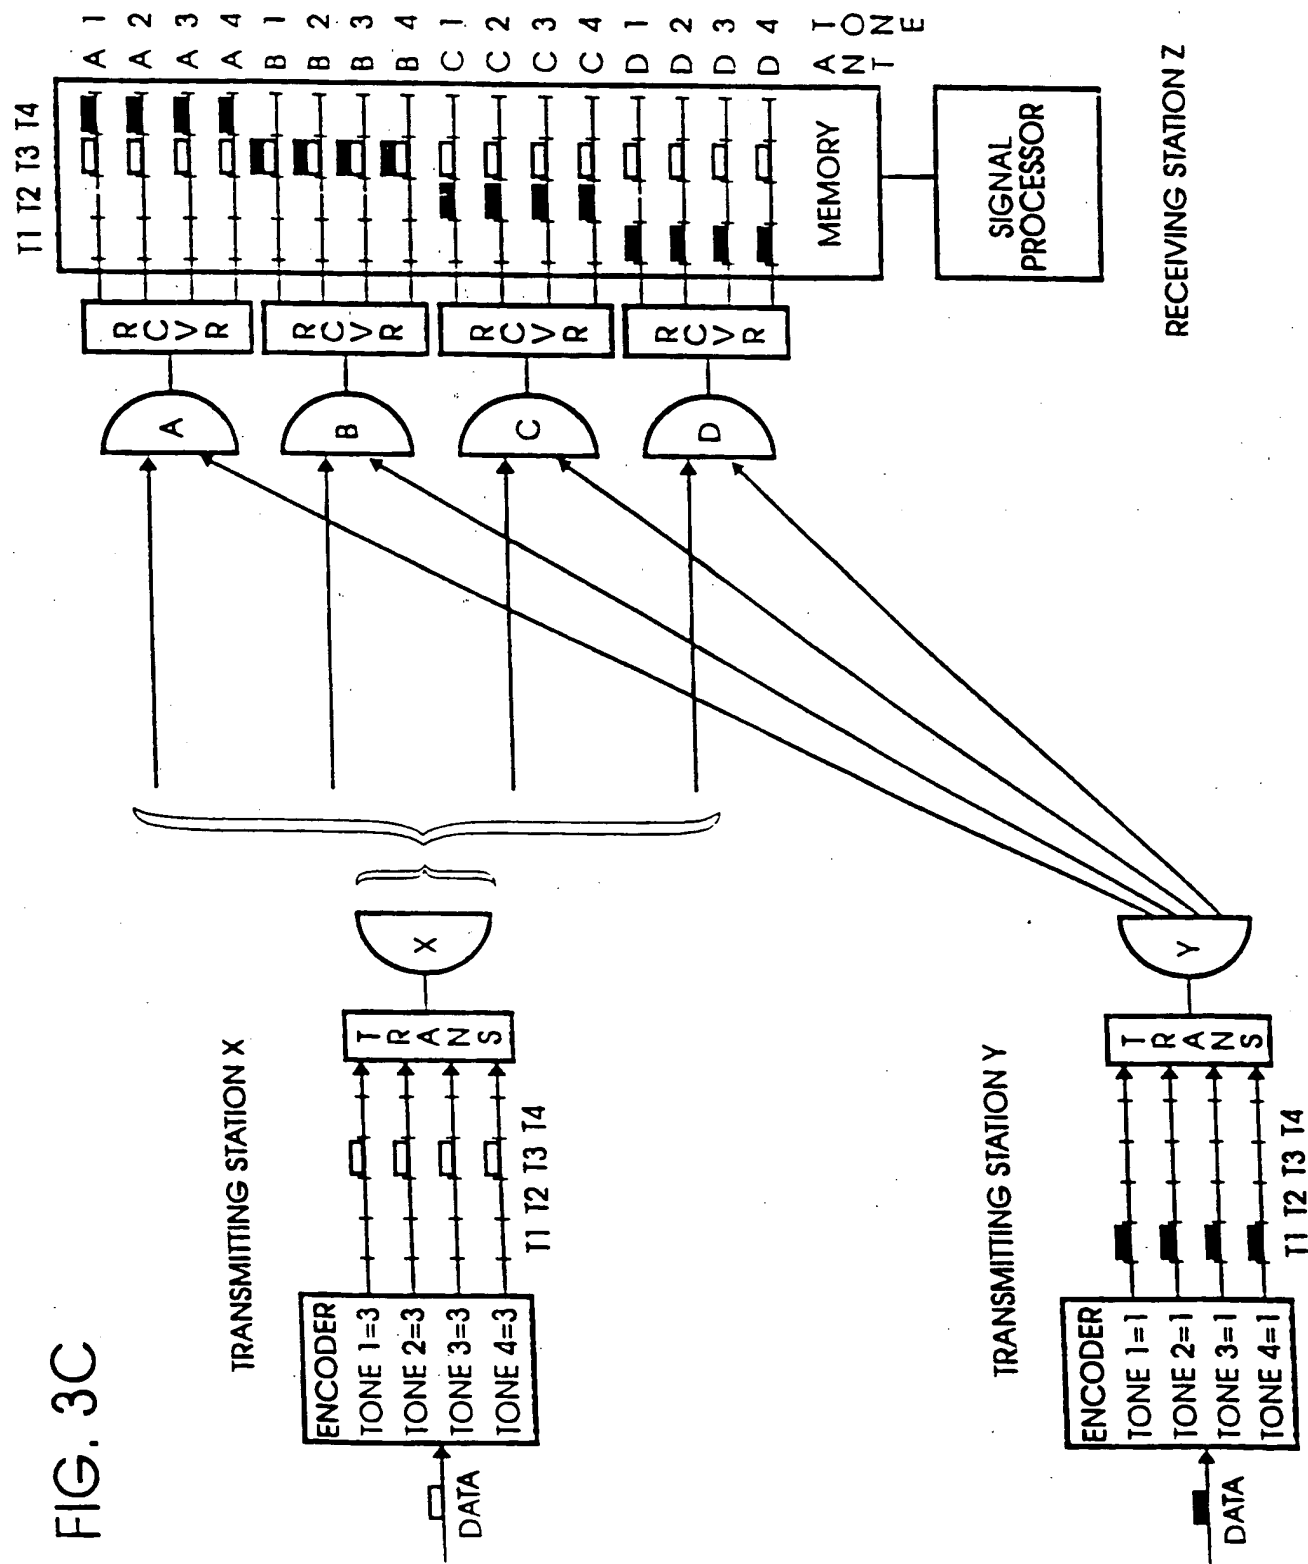 FIG. 3C
TRANSMITTING STATION X
DATA
ENCODER
TONE 1=3
TONE 2=3
TONE 3=3
TONE 4=3
T1 T2 T3 T4
TRANS
X
TRANSMITTING STATION Y
DATA
ENCODER
TONE 1=1
TONE 2=1
TONE 3=1
TONE 4=1
T1 T2 T3 T4
TRANS
Y
A
B
C
D
RCVR
RCVR
RCVR
RCVR
T1 T2 T3 T4
A 1
A 2
A 3
A 4
B 1
B 2
B 3
B 4
C 1
C 2
C 3
C 4
D 1
D 2
D 3
D 4
ANT
TONE
MEMORY
SIGNAL
PROCESSOR
RECEIVING STATION Z